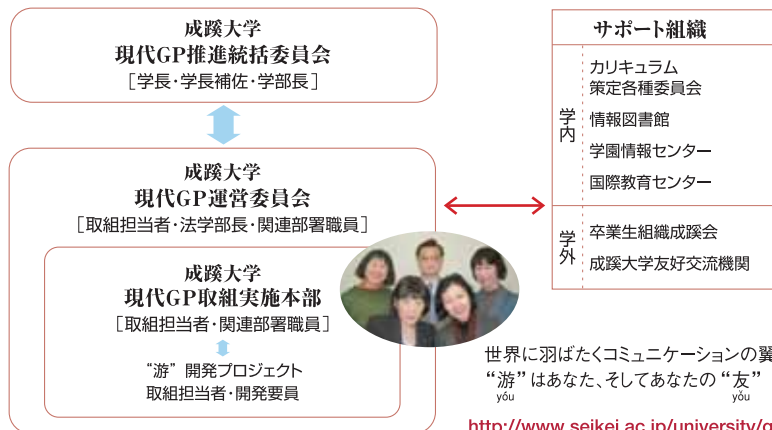 成蹊大学
現代GP推進統括委員会
［学長・学長補佐・学部長］
成蹊大学
現代GP運営委員会
［取組担当者・法学部長・関連部署職員］
成蹊大学
現代GP取組実施本部
［取組担当者・関連部署職員］
“游”開発プロジェクト
取組担当者・開発要員
サポート組織
学内
カリキュラム
策定各種委員会
情報図書館
学園情報センター
国際教育センター
学外
卒業生組織成蹊会
成蹊大学友好交流機関
世界に羽ばたくコミュニケーションの翼
“游”はあなた、そしてあなたの“友”
yóu yǒu
http://www.seikei.ac.jp/university/g